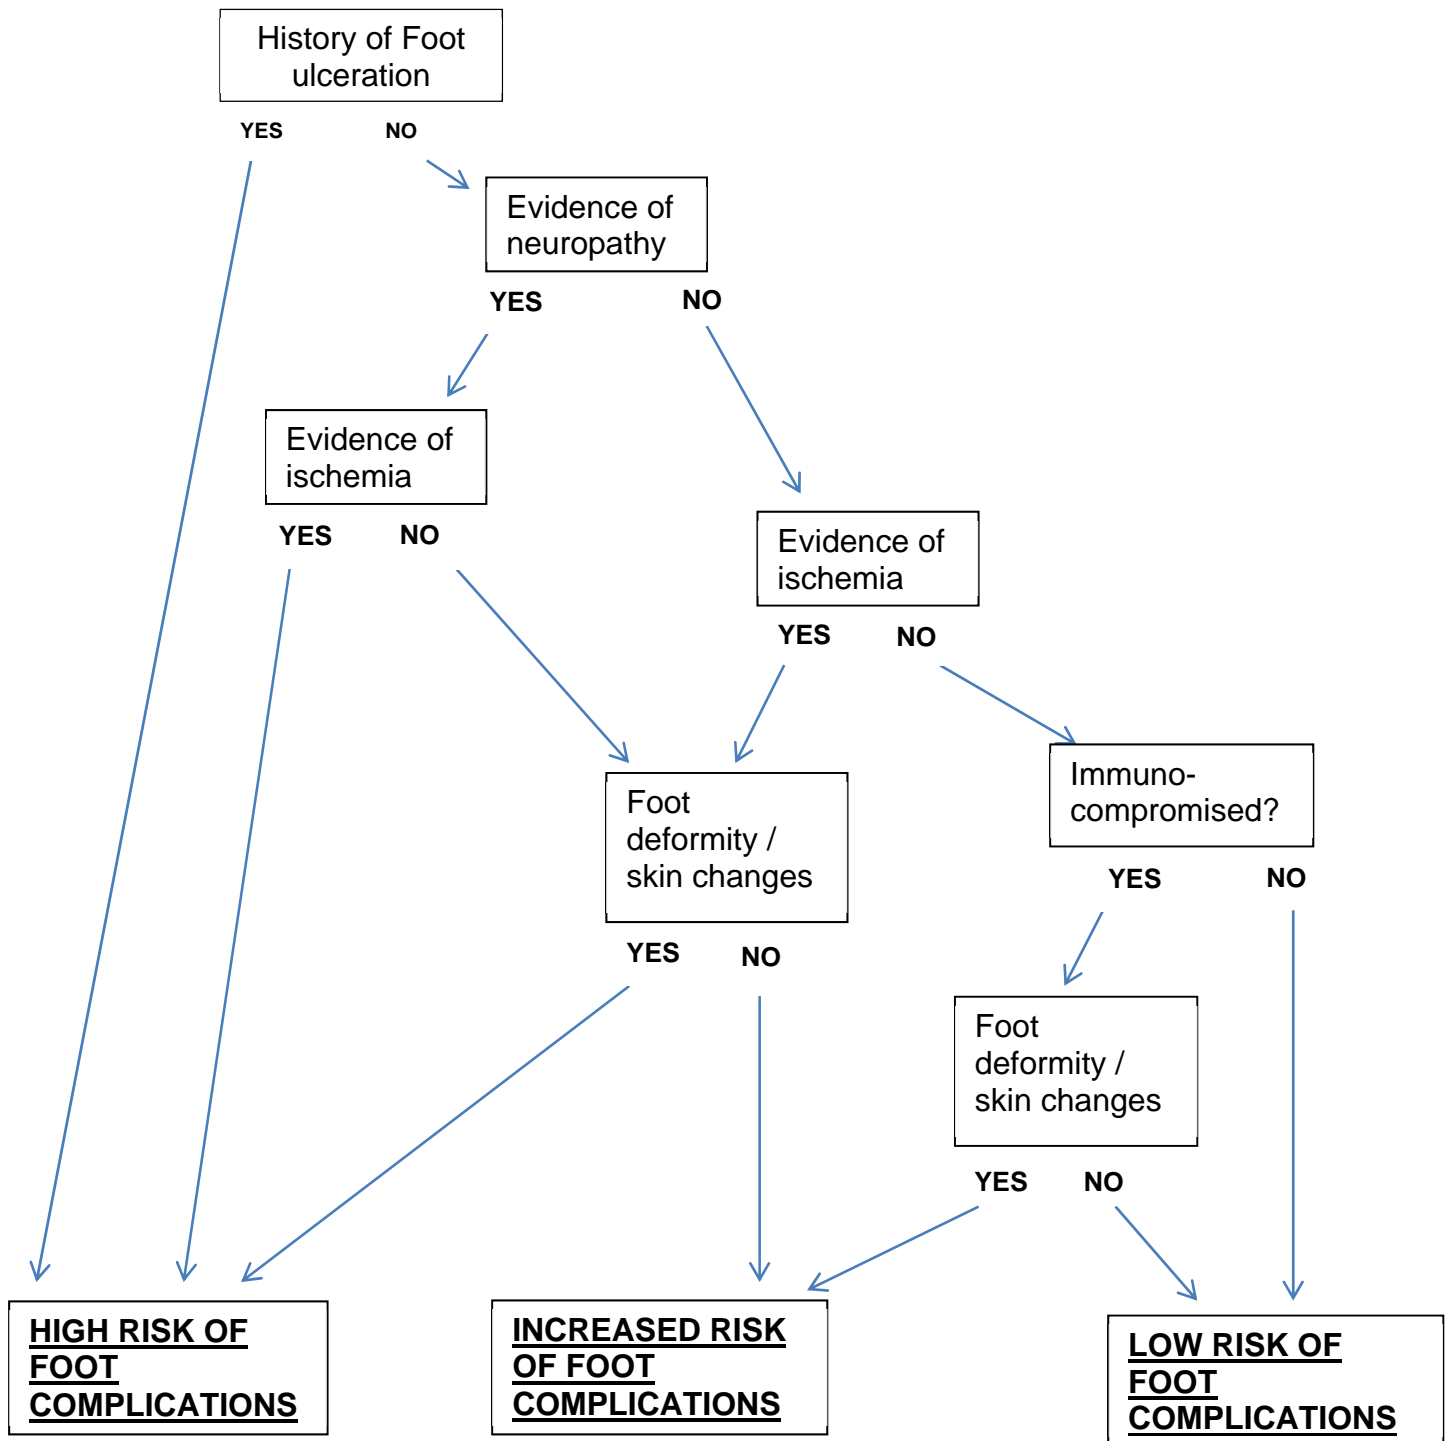 History of Foot
ulceration
YES NO
Evidence of
neuropathy
YES NO
Evidence of
ischemia
YES NO
Evidence of
ischemia
YES NO
Foot
deformity /
skin changes
YES NO
Immuno-
compromised?
YES NO
Foot
deformity /
skin changes
YES NO
HIGH RISK OF
FOOT
COMPLICATIONS
INCREASED RISK
OF FOOT
COMPLICATIONS
LOW RISK OF
FOOT
COMPLICATIONS